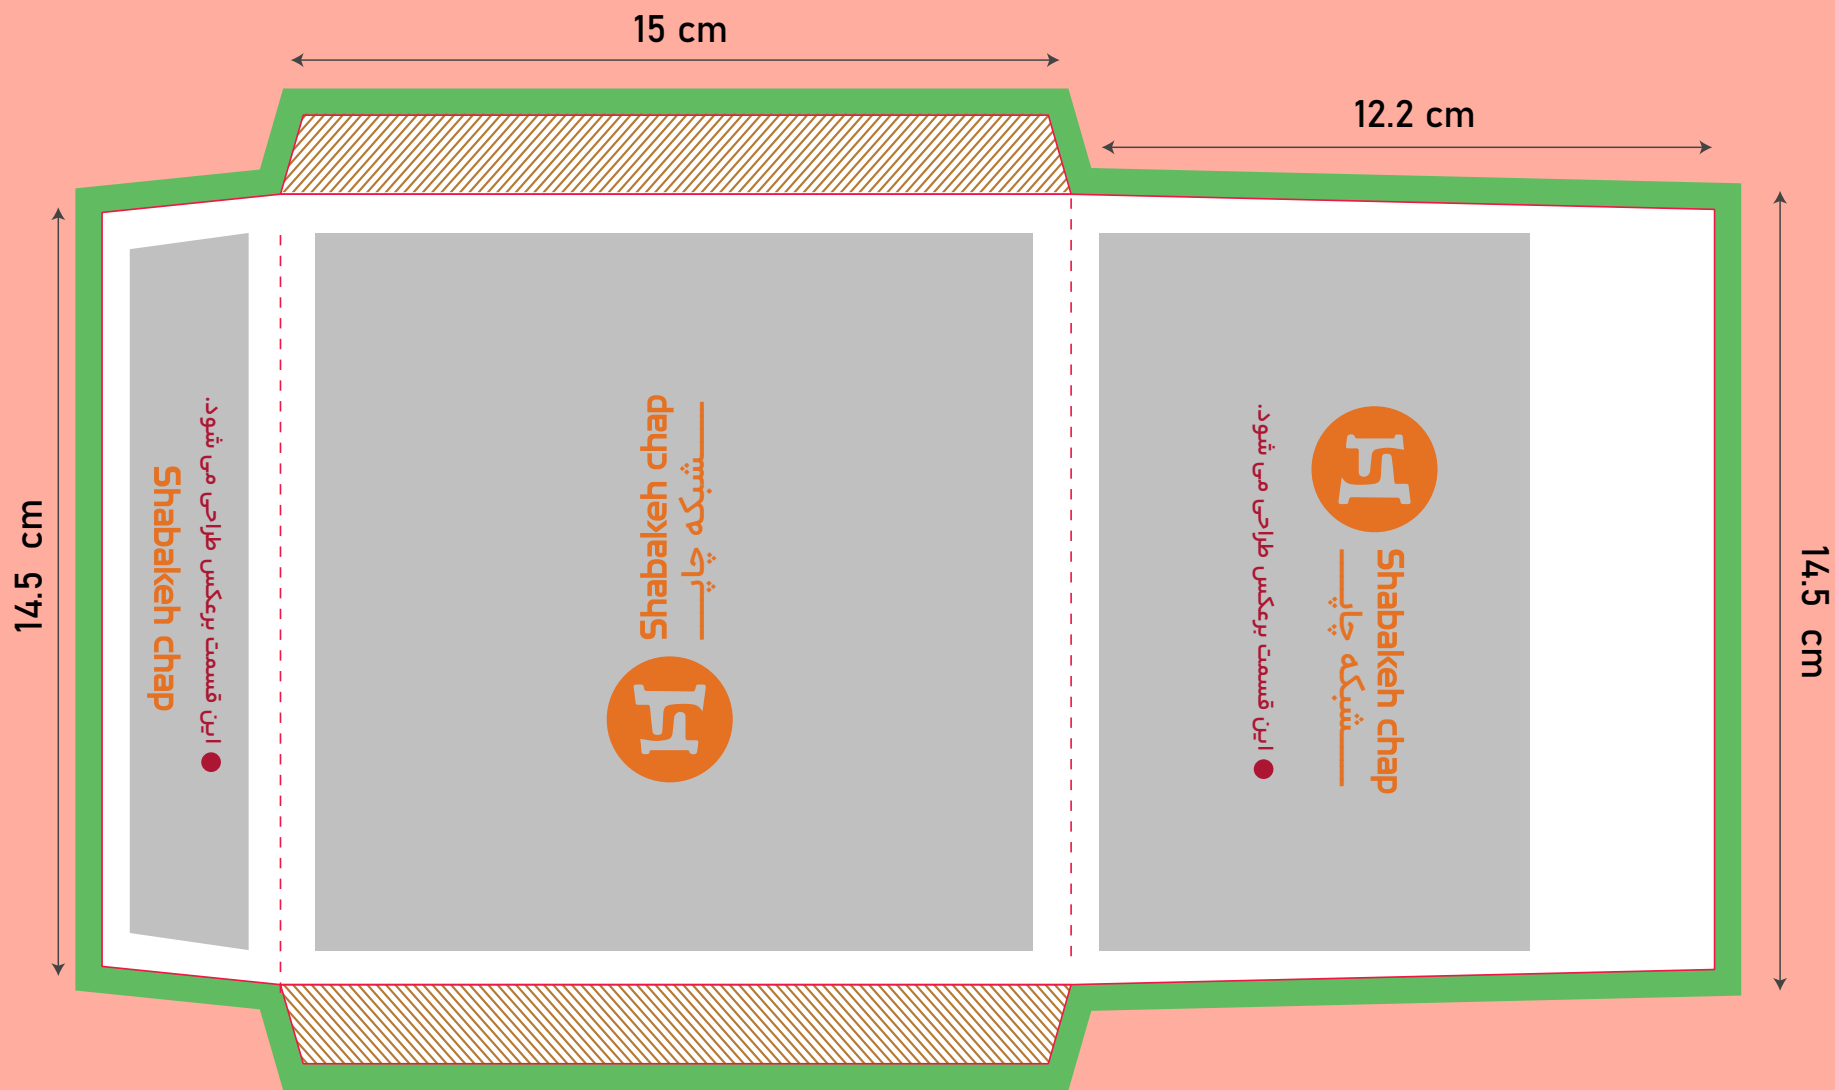 15 cm
12.2 cm
14.5 cm
این قسمت برعکس طراحی می شود.
Shabakeh chap
Shabakeh chap
شبکه چاپ
این قسمت برعکس طراحی می شود.
شبکه چاپ
Shabakeh chap
14.5 cm